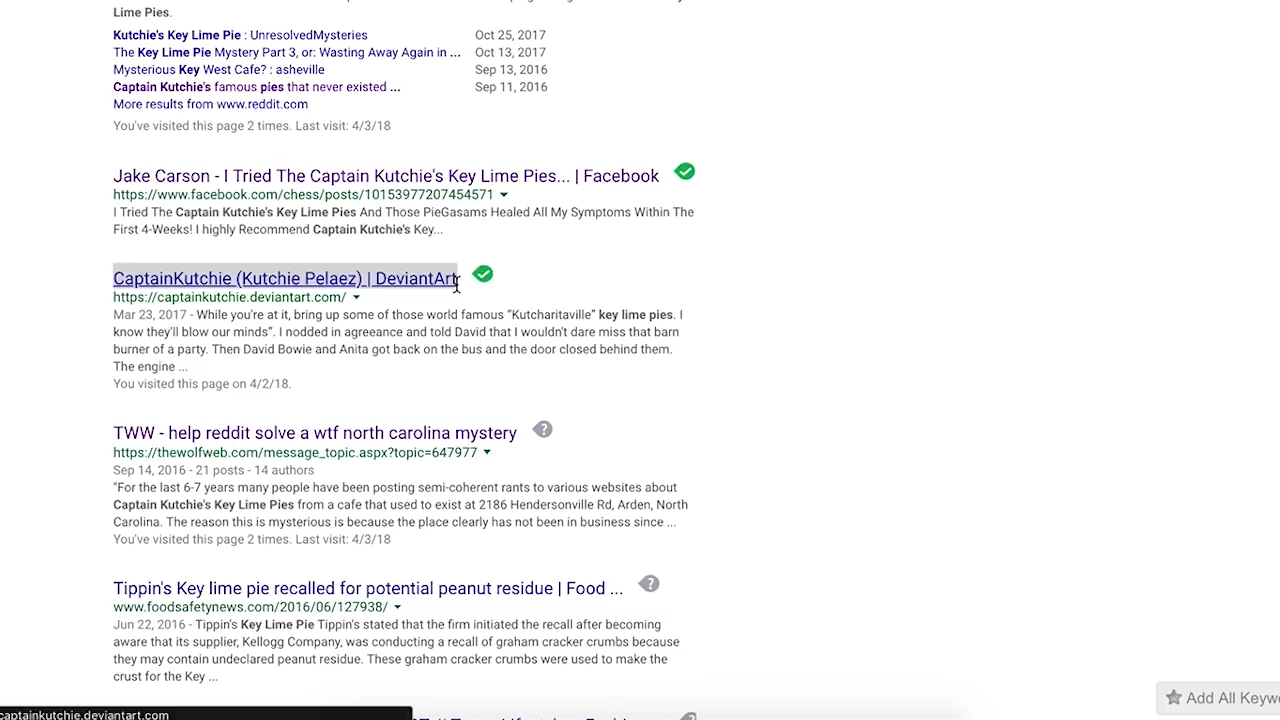 Lime Pies.
Kutchie's Key Lime Pie : UnresolvedMysteries Oct 25, 2017
The Key Lime Pie Mystery Part 3, or: Wasting Away Again in ... Oct 13, 2017
Mysterious Key West Cafe? : asheville Sep 13, 2016
Captain Kutchie's famous pies that never existed ... Sep 11, 2016
More results from www.reddit.com
You've visited this page 2 times. Last visit: 4/3/18
Jake Carson - I Tried The Captain Kutchie's Key Lime Pies... | Facebook
https://www.facebook.com/chess/posts/10153977207454571
I Tried The Captain Kutchie's Key Lime Pies And Those PieGasams Healed All My Symptoms Within The
First 4-Weeks! I highly Recommend Captain Kutchie's Key...
CaptainKutchie (Kutchie Pelaez) | DeviantArt
https://captainkutchie.deviantart.com/
Mar 23, 2017 - While you're at it, bring up some of those world famous “Kutcharitaville” key lime pies. I
know they'll blow our minds”. I nodded in agreeance and told David that I wouldn't dare miss that barn
burner of a party. Then David Bowie and Anita got back on the bus and the door closed behind them.
The engine ...
You visited this page on 4/2/18.
TWW - help reddit solve a wtf north carolina mystery
https://thewolfweb.com/message_topic.aspx?topic=647977
Sep 14, 2016 - 21 posts - 14 authors
"For the last 6-7 years many people have been posting semi-coherent rants to various websites about
Captain Kutchie's Key Lime Pies from a cafe that used to exist at 2186 Hendersonville Rd, Arden, North
Carolina. The reason this is mysterious is because the place clearly has not been in business since ...
You've visited this page 2 times. Last visit: 4/3/18
Tippin's Key lime pie recalled for potential peanut residue | Food ...
www.foodsafetynews.com/2016/06/127938/
Jun 22, 2016 - Tippin's Key Lime Pie Tippin's stated that the firm initiated the recall after becoming
aware that its supplier, Kellogg Company, was conducting a recall of graham cracker crumbs because
they may contain undeclared peanut residue. These graham cracker crumbs were used to make the
crust for the Key ...
Add All Keywo
captainkutchie.deviantart.com